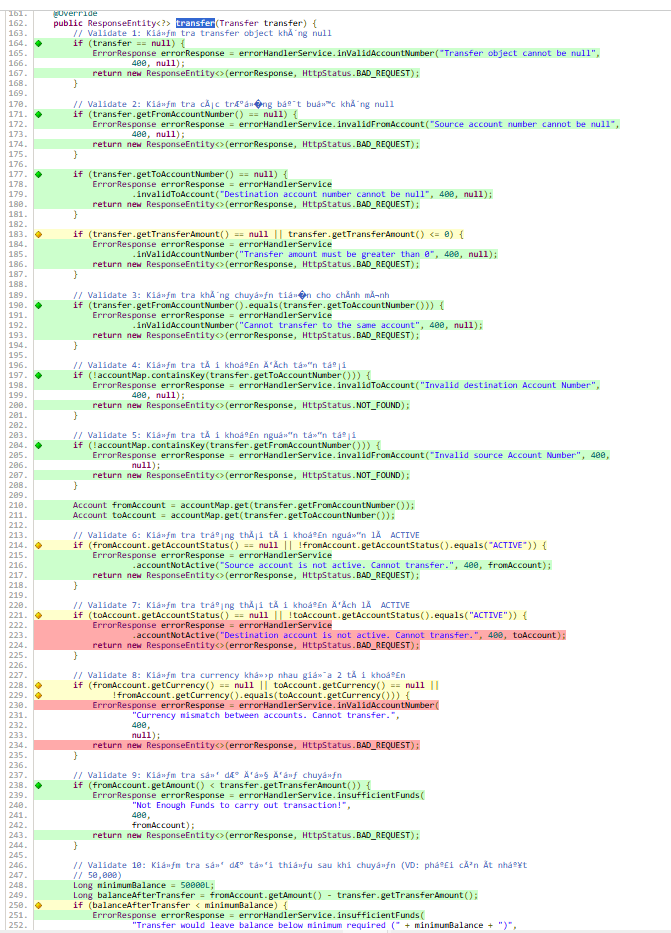 161. @Override
162. public ResponseEntity<?> transfer(Transfer transfer) {
163. // Validate 1: Kiá»ƒm tra transfer object khÃ´ng null
164. if (transfer == null) {
165. ErrorResponse errorResponse = errorHandlerService.inValidAccountNumber("Transfer object cannot be null",
166. 400, null);
167. return new ResponseEntity<>(errorResponse, HttpStatus.BAD_REQUEST);
168. }
169.
170. // Validate 2: Kiá»ƒm tra cÃ¡c trÆ°á»�ng báº¯t buá»™c khÃ´ng null
171. if (transfer.getFromAccountNumber() == null) {
172. ErrorResponse errorResponse = errorHandlerService.invalidFromAccount("Source account number cannot be null",
173. 400, null);
174. return new ResponseEntity<>(errorResponse, HttpStatus.BAD_REQUEST);
175. }
176.
177. if (transfer.getToAccountNumber() == null) {
178. ErrorResponse errorResponse = errorHandlerService
179. .invalidToAccount("Destination account number cannot be null", 400, null);
180. return new ResponseEntity<>(errorResponse, HttpStatus.BAD_REQUEST);
181. }
182.
183. if (transfer.getTransferAmount() == null || transfer.getTransferAmount() <= 0) {
184. ErrorResponse errorResponse = errorHandlerService
185. .inValidAccountNumber("Transfer amount must be greater than 0", 400, null);
186. return new ResponseEntity<>(errorResponse, HttpStatus.BAD_REQUEST);
187. }
188.
189. // Validate 3: Kiá»ƒm tra khÃ´ng chuyá»ƒn tiá»�n cho chÃ­nh mÃ¬nh
190. if (transfer.getFromAccountNumber().equals(transfer.getToAccountNumber())) {
191. ErrorResponse errorResponse = errorHandlerService
192. .inValidAccountNumber("Cannot transfer to the same account", 400, null);
193. return new ResponseEntity<>(errorResponse, HttpStatus.BAD_REQUEST);
194. }
195.
196. // Validate 4: Kiá»ƒm tra tÃ i khoáº£n Ä‘Ã­ch tá»“n táº¡i
197. if (!accountMap.containsKey(transfer.getToAccountNumber())) {
198. ErrorResponse errorResponse = errorHandlerService.invalidToAccount("Invalid destination Account Number",
199. 400, null);
200. return new ResponseEntity<>(errorResponse, HttpStatus.NOT_FOUND);
201. }
202.
203. // Validate 5: Kiá»ƒm tra tÃ i khoáº£n nguá»“n tá»“n táº¡i
204. if (!accountMap.containsKey(transfer.getFromAccountNumber())) {
205. ErrorResponse errorResponse = errorHandlerService.invalidFromAccount("Invalid source Account Number", 400,
206. null);
207. return new ResponseEntity<>(errorResponse, HttpStatus.NOT_FOUND);
208. }
209.
210. Account fromAccount = accountMap.get(transfer.getFromAccountNumber());
211. Account toAccount = accountMap.get(transfer.getToAccountNumber());
212.
213. // Validate 6: Kiá»ƒm tra tráº¡ng thÃ¡i tÃ i khoáº£n nguá»“n lÃ  ACTIVE
214. if (fromAccount.getAccountStatus() == null || !fromAccount.getAccountStatus().equals("ACTIVE")) {
215. ErrorResponse errorResponse = errorHandlerService
216. .accountNotActive("Source account is not active. Cannot transfer.", 400, fromAccount);
217. return new ResponseEntity<>(errorResponse, HttpStatus.BAD_REQUEST);
218. }
219.
220. // Validate 7: Kiá»ƒm tra tráº¡ng thÃ¡i tÃ i khoáº£n Ä‘Ã­ch lÃ  ACTIVE
221. if (toAccount.getAccountStatus() == null || !toAccount.getAccountStatus().equals("ACTIVE")) {
222. ErrorResponse errorResponse = errorHandlerService
223. .accountNotActive("Destination account is not active. Cannot transfer.", 400, toAccount);
224. return new ResponseEntity<>(errorResponse, HttpStatus.BAD_REQUEST);
225. }
226.
227. // Validate 8: Kiá»ƒm tra currency khá»›p nhau giá»¯a 2 tÃ i khoáº£n
228. if (fromAccount.getCurrency() == null || toAccount.getCurrency() == null ||
229. !fromAccount.getCurrency().equals(toAccount.getCurrency())) {
230. ErrorResponse errorResponse = errorHandlerService.inValidAccountNumber(
231. "Currency mismatch between accounts. Cannot transfer.",
232. 400,
233. null);
234. return new ResponseEntity<>(errorResponse, HttpStatus.BAD_REQUEST);
235. }
236.
237. // Validate 9: Kiá»ƒm tra sá»‘ dÆ° Ä‘á»§ Ä‘á»ƒ chuyá»ƒn
238. if (fromAccount.getAmount() < transfer.getTransferAmount()) {
239. ErrorResponse errorResponse = errorHandlerService.insufficientFunds(
240. "Not Enough Funds to carry out transaction!",
241. 400,
242. fromAccount);
243. return new ResponseEntity<>(errorResponse, HttpStatus.BAD_REQUEST);
244. }
245.
246. // Validate 10: Kiá»ƒm tra sá»‘ dÆ° tá»‘i thiá»ƒu sau khi chuyá»ƒn (VD: pháº£i cÃ²n Ã­t nháº¥t
247. // 50,000)
248. Long minimumBalance = 50000L;
249. Long balanceAfterTransfer = fromAccount.getAmount() - transfer.getTransferAmount();
250. if (balanceAfterTransfer < minimumBalance) {
251. ErrorResponse errorResponse = errorHandlerService.insufficientFunds(
252. "Transfer would leave balance below minimum required (" + minimumBalance + ")",